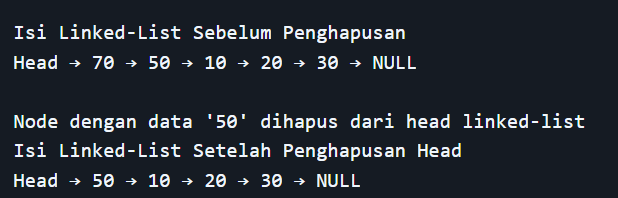 Isi Linked-List Sebelum Penghapusan
Head → 70 → 50 → 10 → 20 → 30 → NULL
Node dengan data '50' dihapus dari head linked-list
Isi Linked-List Setelah Penghapusan Head
Head → 50 → 10 → 20 → 30 → NULL